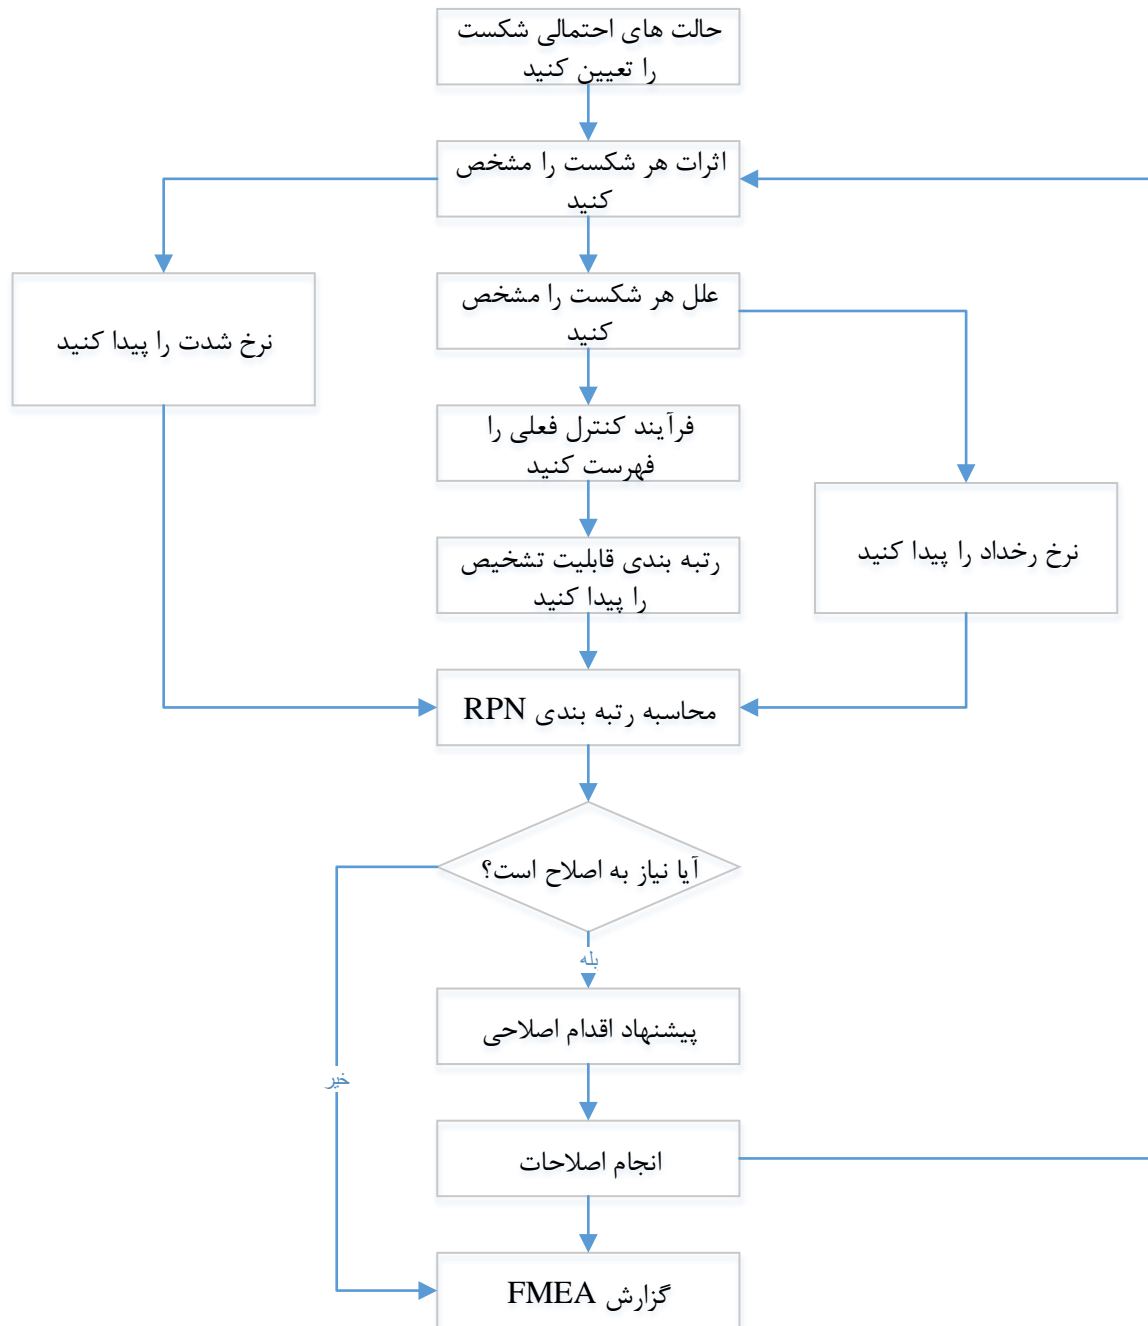 حالت های احتمالی شکست
را تعیین کنید
اثرات هر شکست را مشخص
کنید
علل هر شکست را مشخص
کنید
نرخ شدت را پیدا کنید
فرآیند کنترل فعلی را
فهرست کنید
نرخ رخداد را پیدا کنید
رتبه بندی قابلیت تشخیص
را پیدا کنید
محاسبه رتبه بندی RPN
آیا نیاز به اصلاح است؟
بله
پیشنهاد اقدام اصلاحی
خیر
انجام اصلاحات
گزارش FMEA